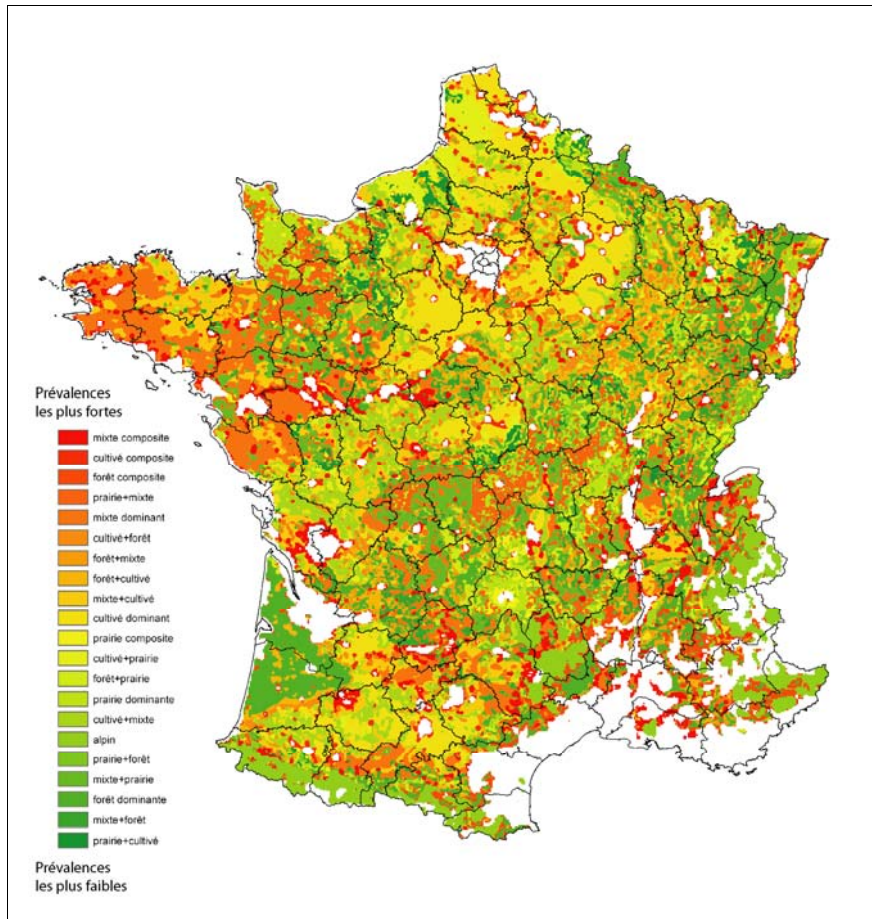 Prévalences
les plus fortes
mixte composite
cultivé composite
forêt composite
prairie+mixte
mixte dominant
cultivé+forêt
forêt+mixte
forêt+cultivé
mixte+cultivé
cultivé dominant
prairie composite
cultivé+prairie
forêt+prairie
prairie dominante
cultivé+mixte
alpin
prairie+forêt
mixte+prairie
forêt dominante
mixte+forêt
prairie+cultivé
Prévalences
les plus faibles